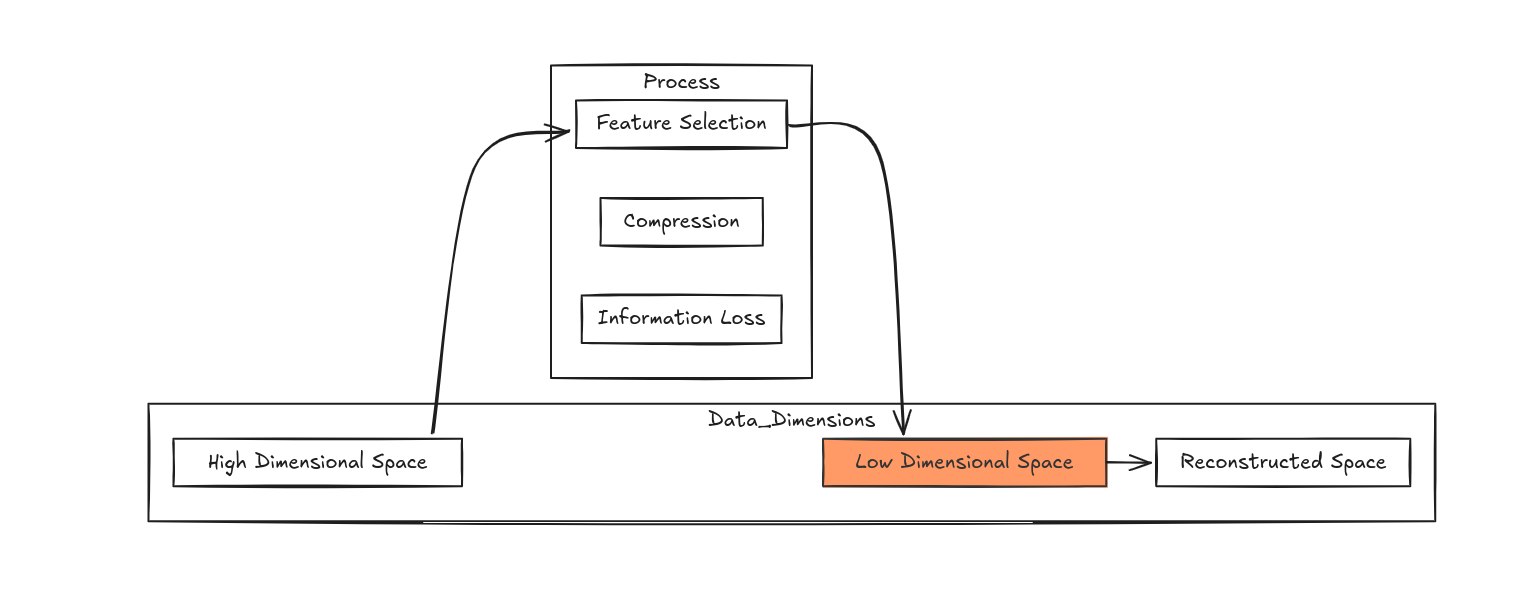 Process
Feature Selection
Compression
Information Loss
Data_Dimensions
High Dimensional Space
Low Dimensional Space
Reconstructed Space